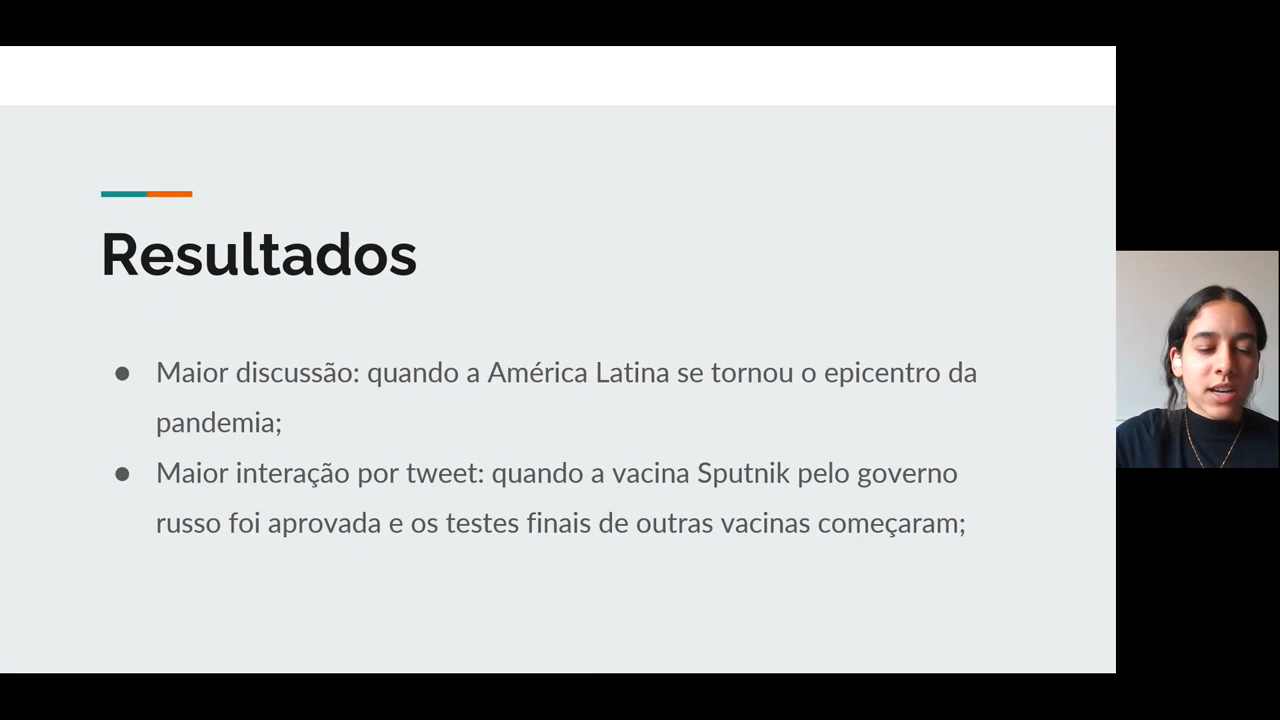 Resultados
● Maior discussão: quando a América Latina se tornou o epicentro da
pandemia;
● Maior interação por tweet: quando a vacina Sputnik pelo governo
russo foi aprovada e os testes finais de outras vacinas começaram;